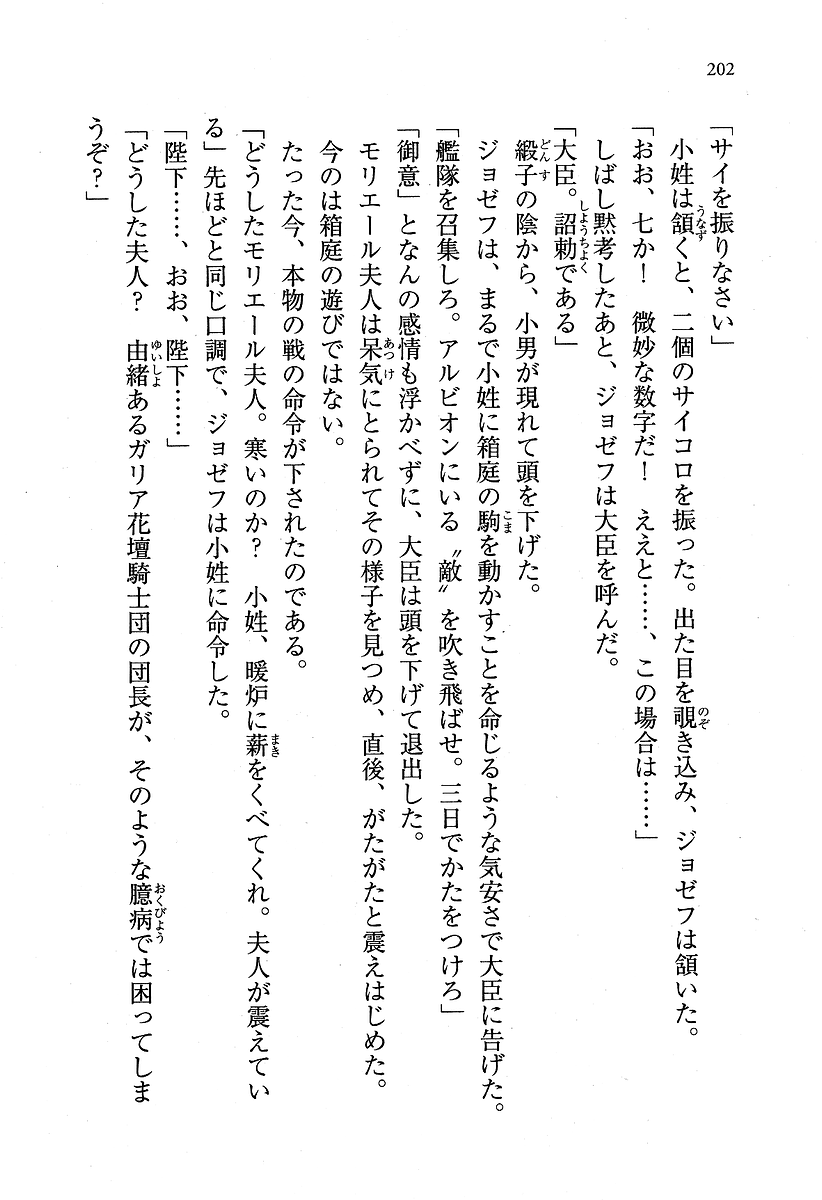 202
「サイを振りなさい」
　小姓は頷くと、二個のサイコロを振った。出た目を覗き込み、ジョゼフは頷いた。
「おお、七か！　微妙な数字だ！　ええと……、この場合は……」
　しばし黙考したあと、ジョゼフは大臣を呼んだ。
「大臣。詔勅である」
　緞子の陰から、小男が現れて頭を下げた。
　ジョゼフは、まるで小姓に箱庭の駒を動かすことを命じるような気安さで大臣に告げた。
「艦隊を召集しろ。アルビオンにいる〝敵〟を吹き飛ばせ。三日でかたをつけろ」
「御意」となんの感情も浮かべずに、大臣は頭を下げて退出した。
　モリエール夫人は呆気にとられてその様子を見つめ、直後、がたがたと震えはじめた。
　今のは箱庭の遊びではない。
　たった今、本物の戦の命令が下されたのである。
「どうしたモリエール夫人。寒いのか？　小姓、暖炉に薪をくべてくれ。夫人が震えてい
る」先ほどと同じ口調で、ジョゼフは小姓に命令した。
「陛下……、おお、陛下……」
「どうした夫人？　由緒あるガリア花壇騎士団の団長が、そのような臆病では困ってしま
うぞ？」